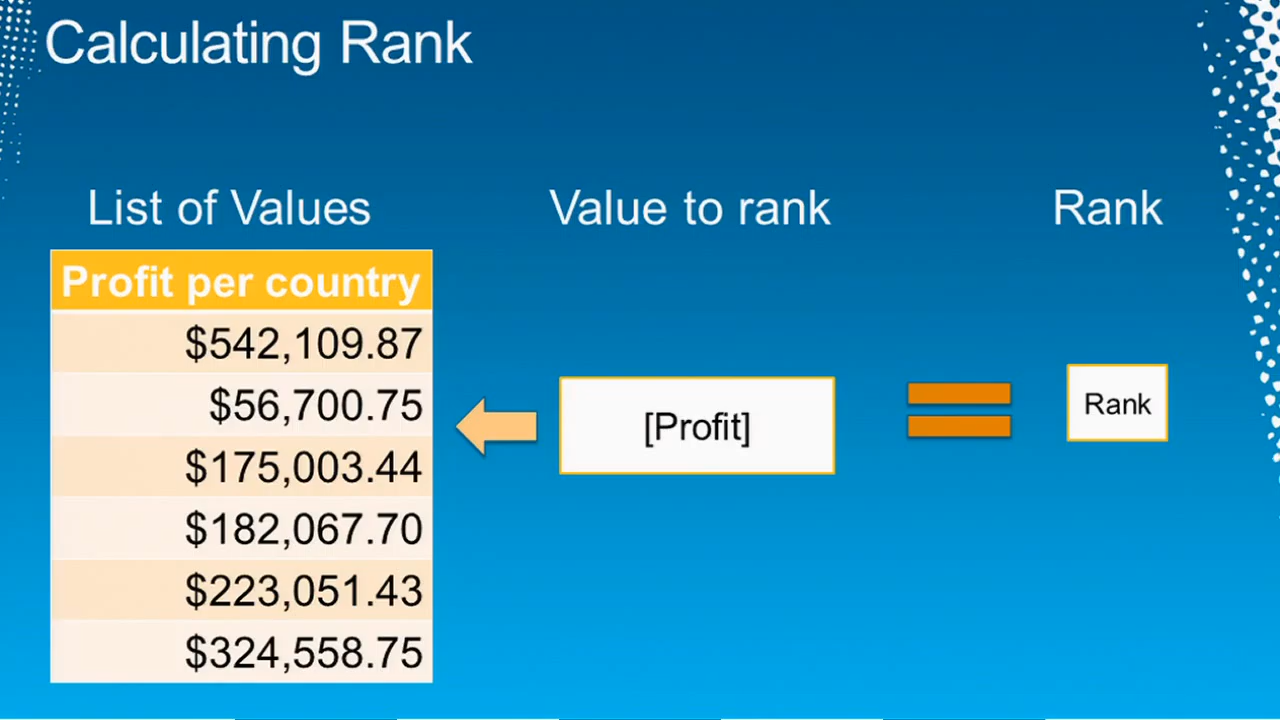 Calculating Rank
List of Values
Value to rank
Rank
Profit per country
$542,109.87
$56,700.75
$175,003.44
$182,067.70
$223,051.43
$324,558.75
[Profit]
Rank